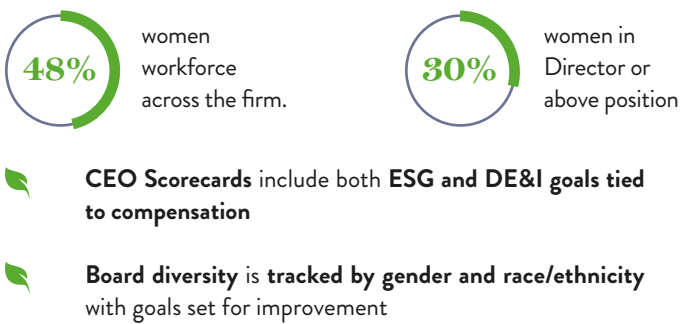 48%
women
workforce
across the firm.
30%
women in
Director or
above position
CEO Scorecards include both ESG and DE&I goals tied
to compensation
Board diversity is tracked by gender and race/ethnicity
with goals set for improvement